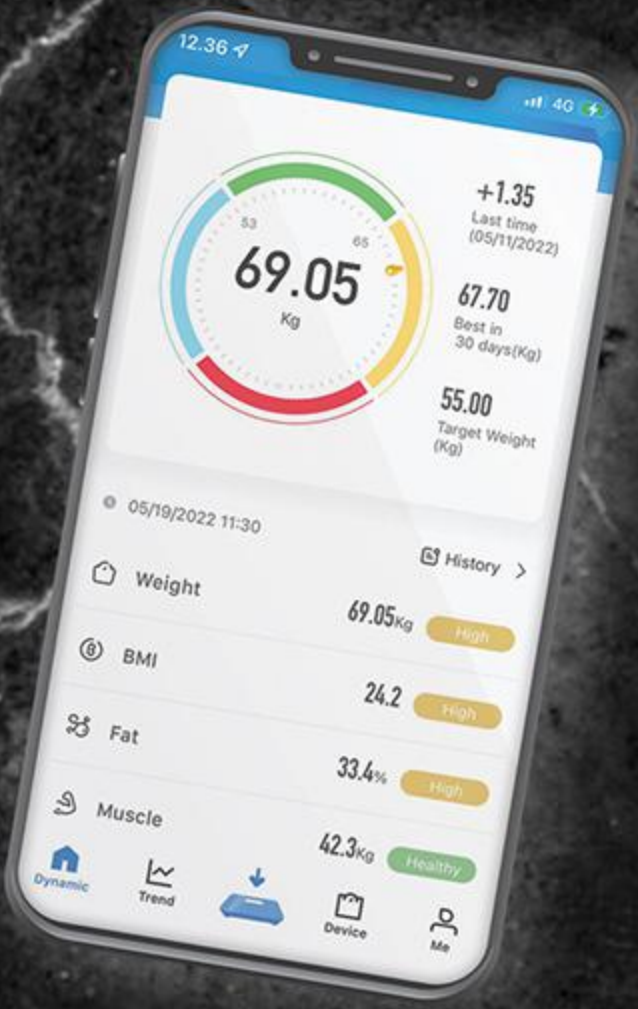 12.36
4G
53
65
69.05
Kg
+1.35
Last time
(05/11/2022)
67.70
Best in
30 days(Kg)
55.00
Target Weight
(Kg)
05/19/2022 11:30
History
Weight
69.05Kg
High
BMI
24.2
High
Fat
33.4%
High
Muscle
42.3Kg
Healthy
Dynamic
Trend
Device
Me